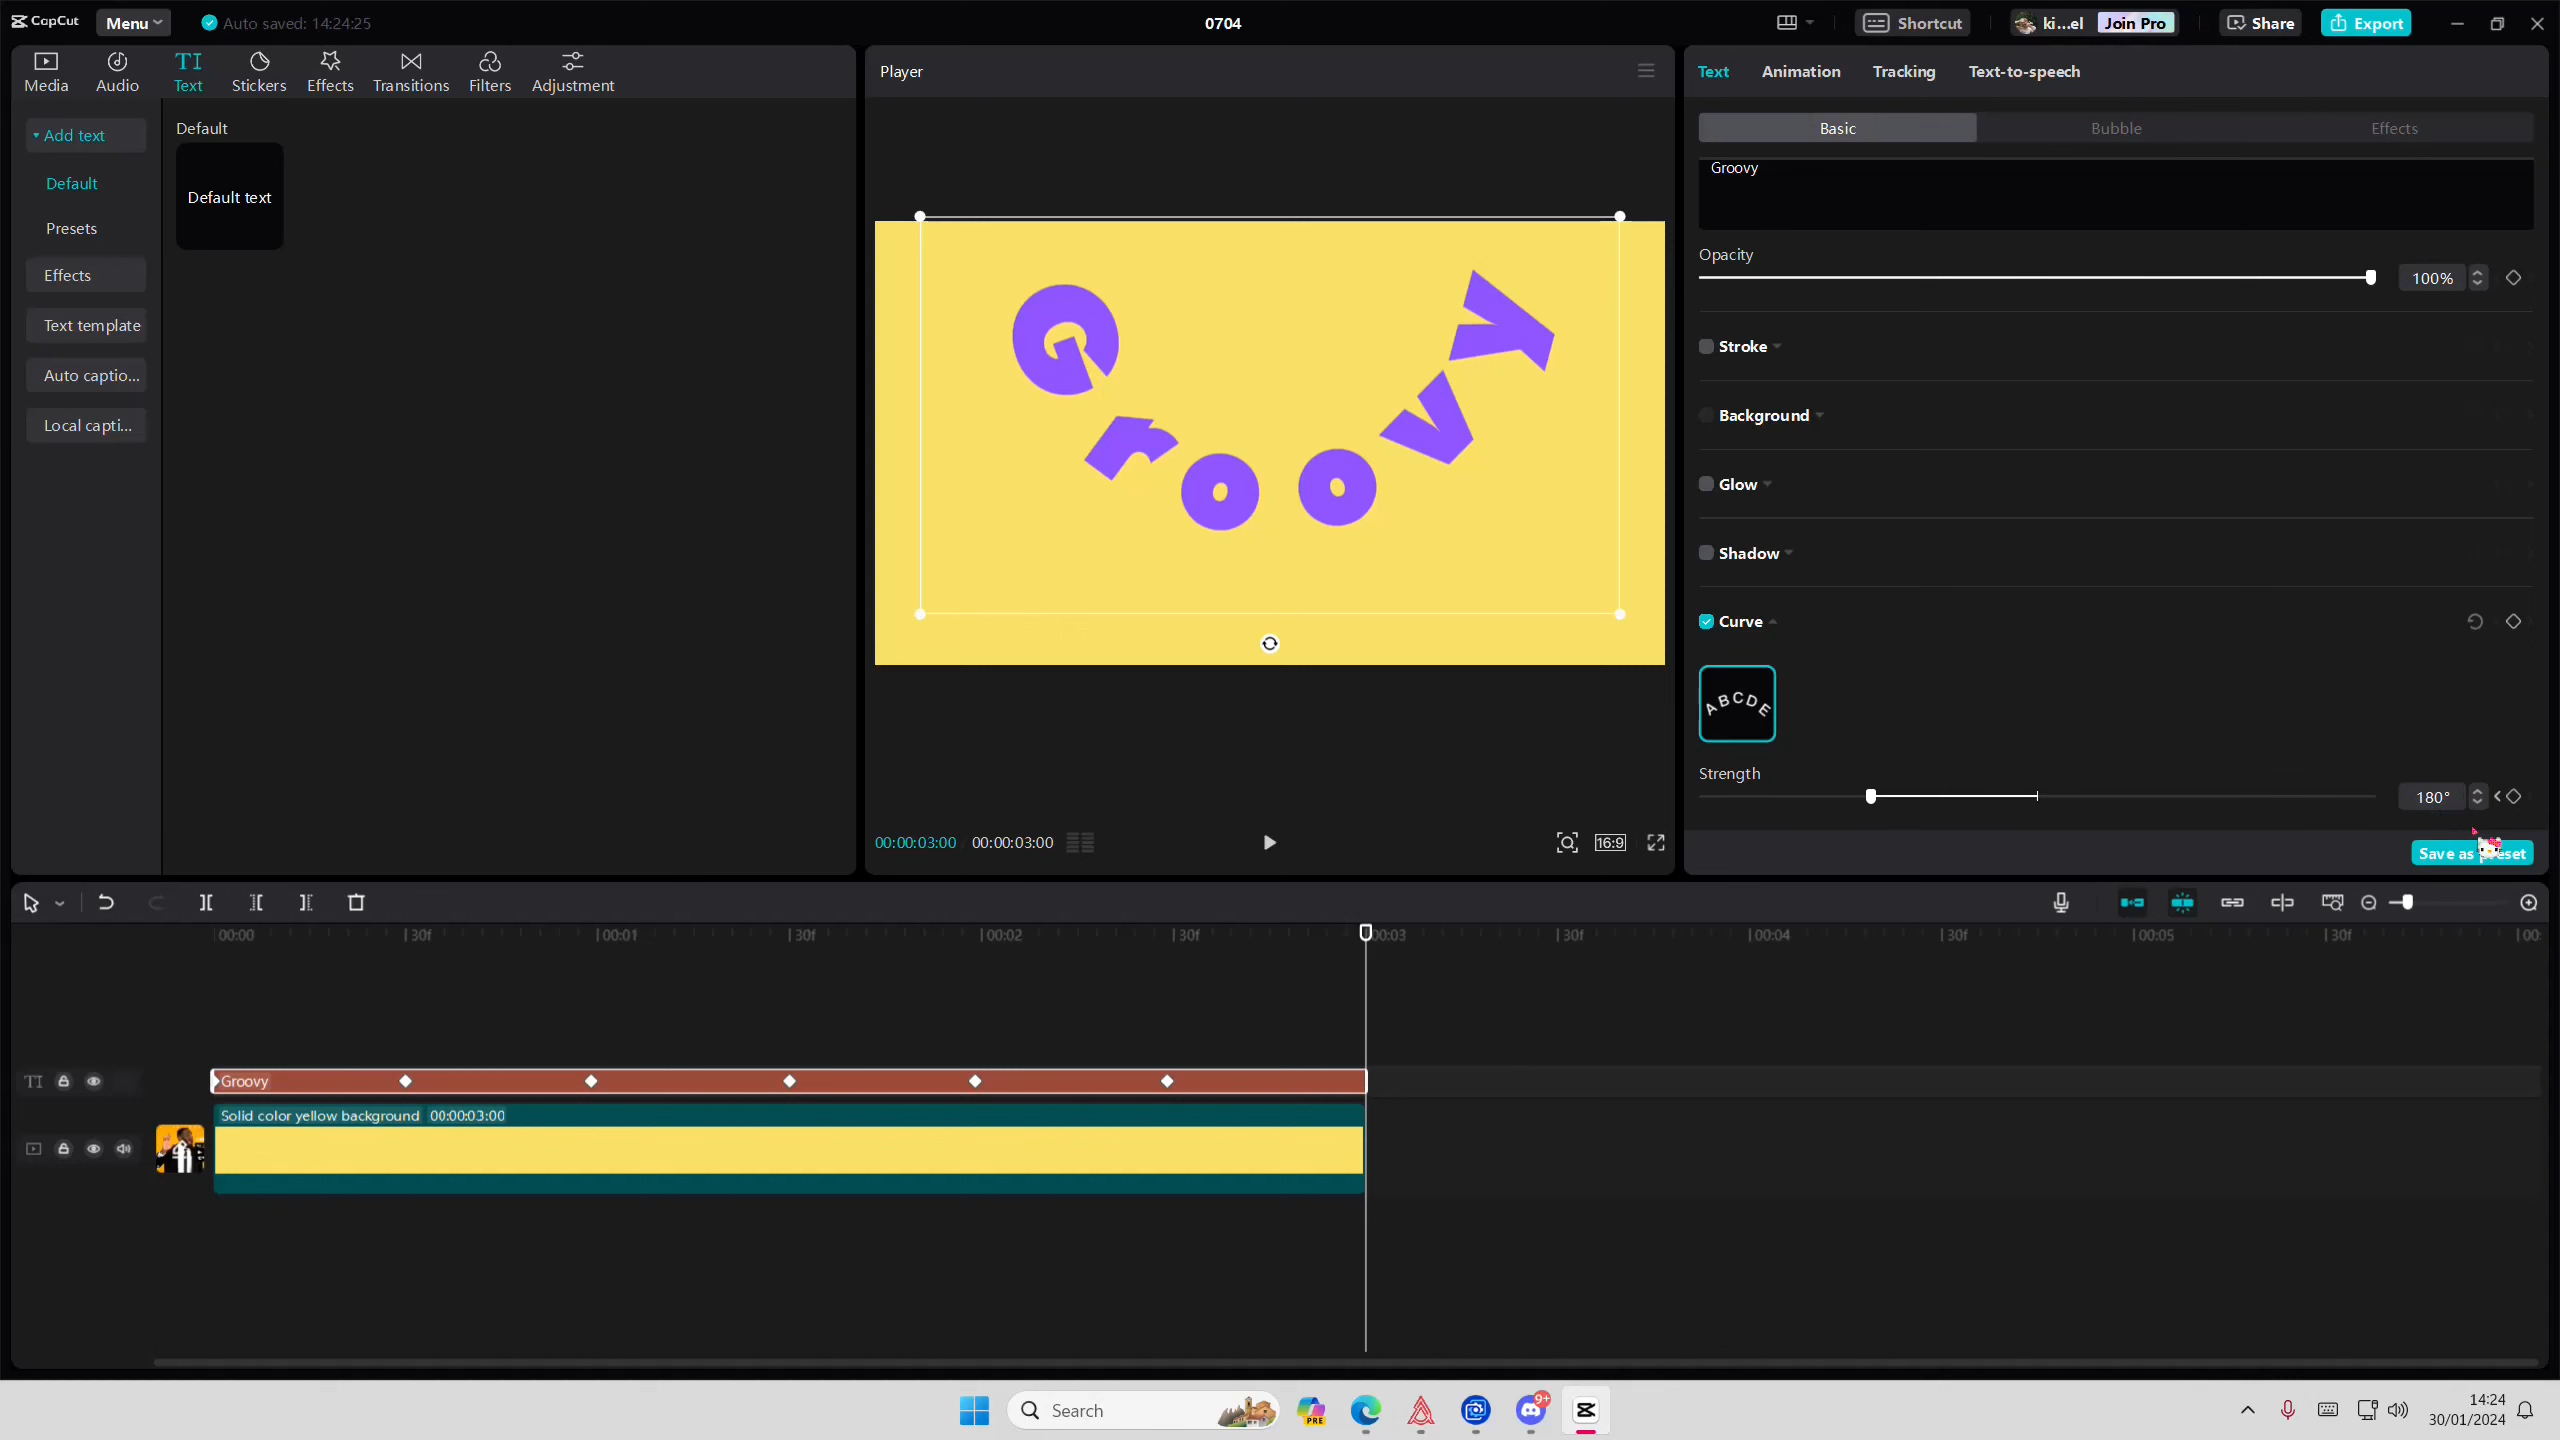 CapCut
Menu
Auto saved: 14:24:25
0704
Shortcut
ki...el
Join Pro
Share
Export
Media
Audio
TI
Text
Stickers
Effects
Transitions
Filters
Adjustment
Add text
Default
Presets
Effects
Text template
Auto captio...
Local capti...
Default
Default text
Player
Groovy
00:00:03:00
00:00:03:00
16:9
Text
Animation
Tracking
Text-to-speech
Basic
Bubble
Effects
Groovy
Opacity
100%
Stroke
Background
Glow
Shadow
Curve
ABCDE
Strength
180°
Save as preset
00:00
30f
00:01
30f
00:02
30f
00:03
30f
00:04
30f
00:05
30f
00:
TI
Groovy
Solid color yellow background 00:00:03:00
Search
PRE
9+
14:24
30/01/2024